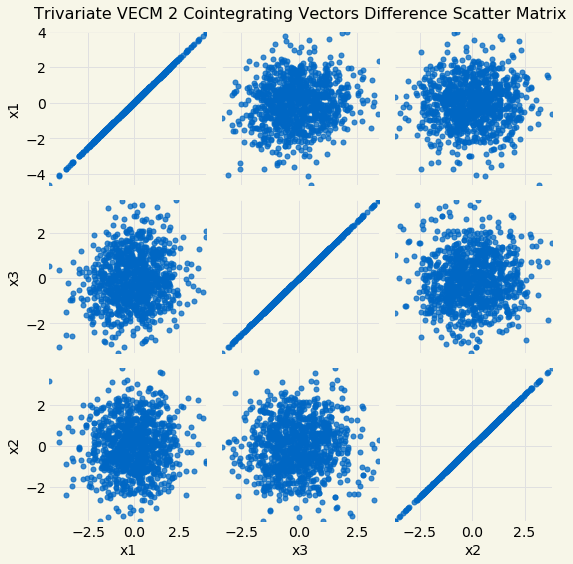 Trivariate VECM 2 Cointegrating Vectors Difference Scatter Matrix
4
2
0
−2
−4
x1
2
0
−2
x3
2
0
−2
x2
−2.5 0.0 2.5 −2.5 0.0 2.5 −2.5 0.0 2.5
x1 x3 x2